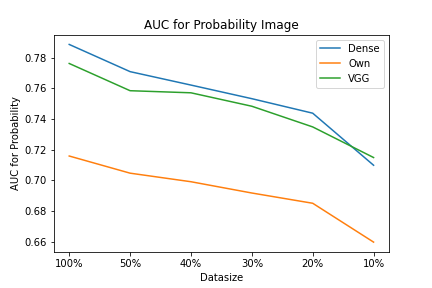 AUC for Probability Image
Dense
Own
VGG
AUC for Probability
0.78
0.76
0.74
0.72
0.70
0.68
0.66
100% 50% 40% 30% 20% 10%
Datasize